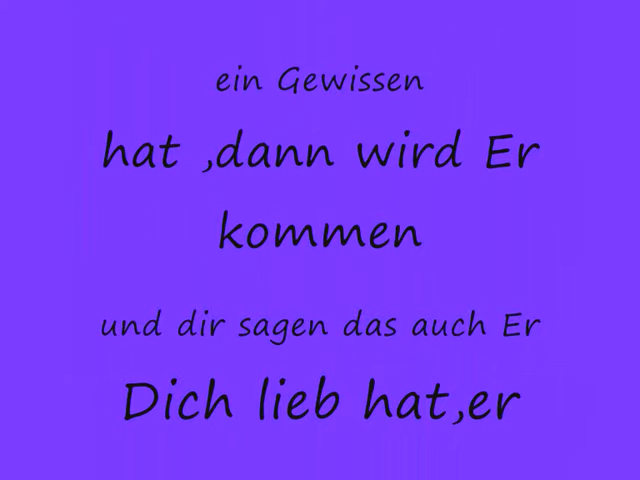 ein Gewissen
hat ,dann wird Er
kommen
und dir sagen das auch Er
Dich lieb hat,er